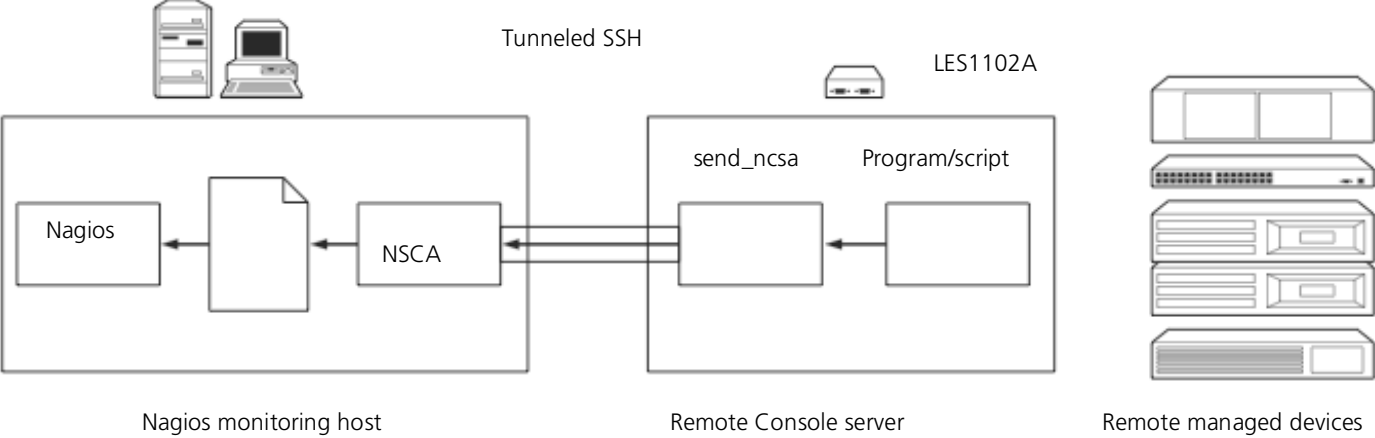 Tunneled SSH
LES1102A
send_ncsa
Program/script
Nagios
NSCA
Nagios monitoring host
Remote Console server
Remote managed devices